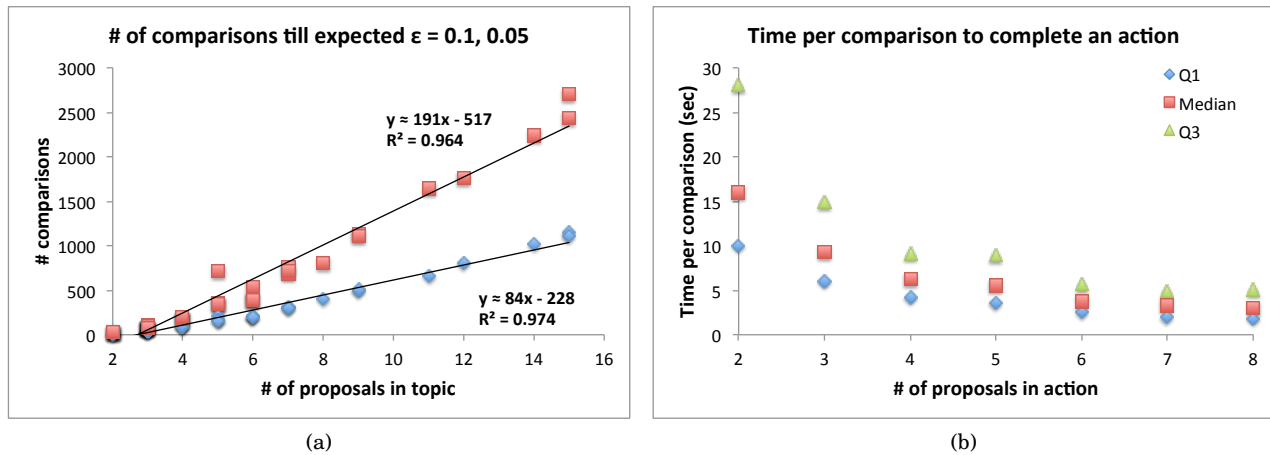 # of comparisons till expected ε = 0.1, 0.05
# comparisons
3000
2500
2000
1500
1000
500
0
y ≈ 191x - 517
R² = 0.964
y ≈ 84x - 228
R² = 0.974
2 4 6 8 10 12 14 16
# of proposals in topic
(a)
Time per comparison to complete an action
Time per comparison (sec)
30
25
20
15
10
5
0
Q1
Median
Q3
2 3 4 5 6 7 8
# of proposals in action
(b)